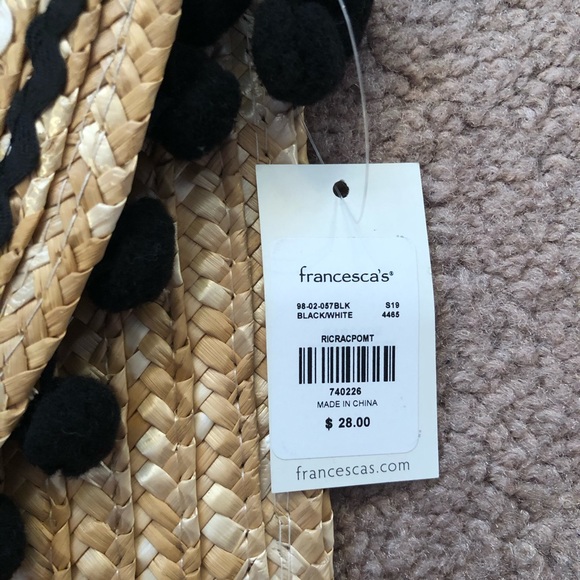 francesca's®
98-02-057BLK S19
BLACK/WHITE 4465
RICRACPOMT
740226
MADE IN CHINA
$ 28.00
francescas.com